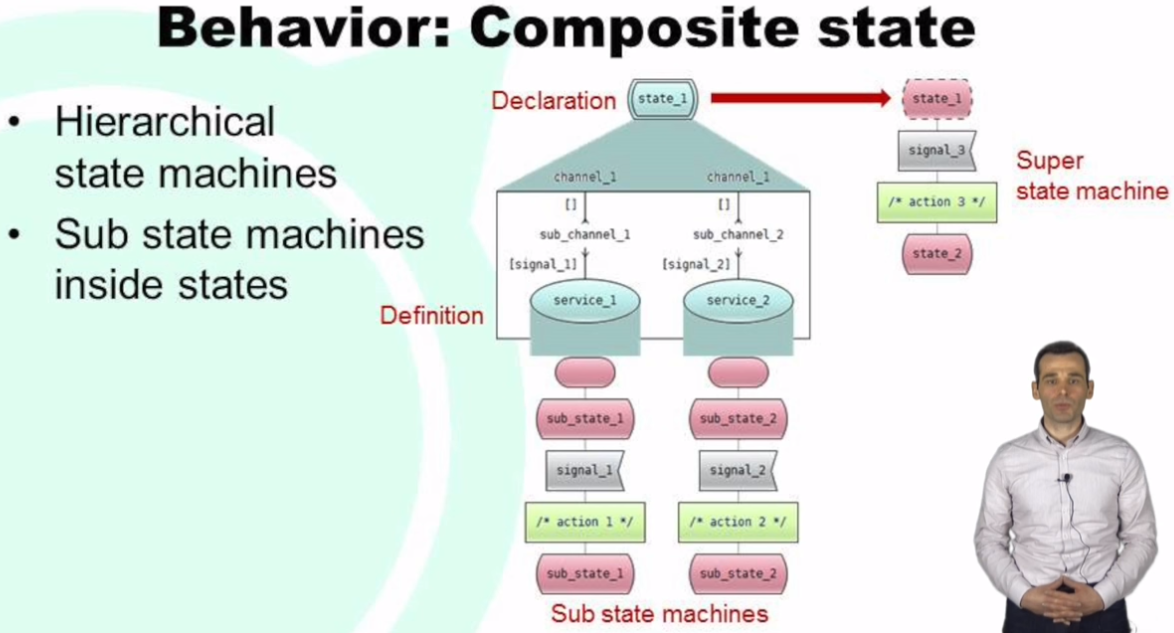 Behavior: Composite state
• Hierarchical
state machines
• Sub state machines
inside states
Declaration
state_1
state_1
signal_3
/* action 3 */
state_2
Super
state machine
channel_1
channel_1
[]
[]
sub_channel_1
sub_channel_2
[signal_1]
[signal_2]
service_1
service_2
Definition
sub_state_1
sub_state_2
signal_1
signal_2
/* action 1 */
/* action 2 */
sub_state_1
sub_state_2
Sub state machines